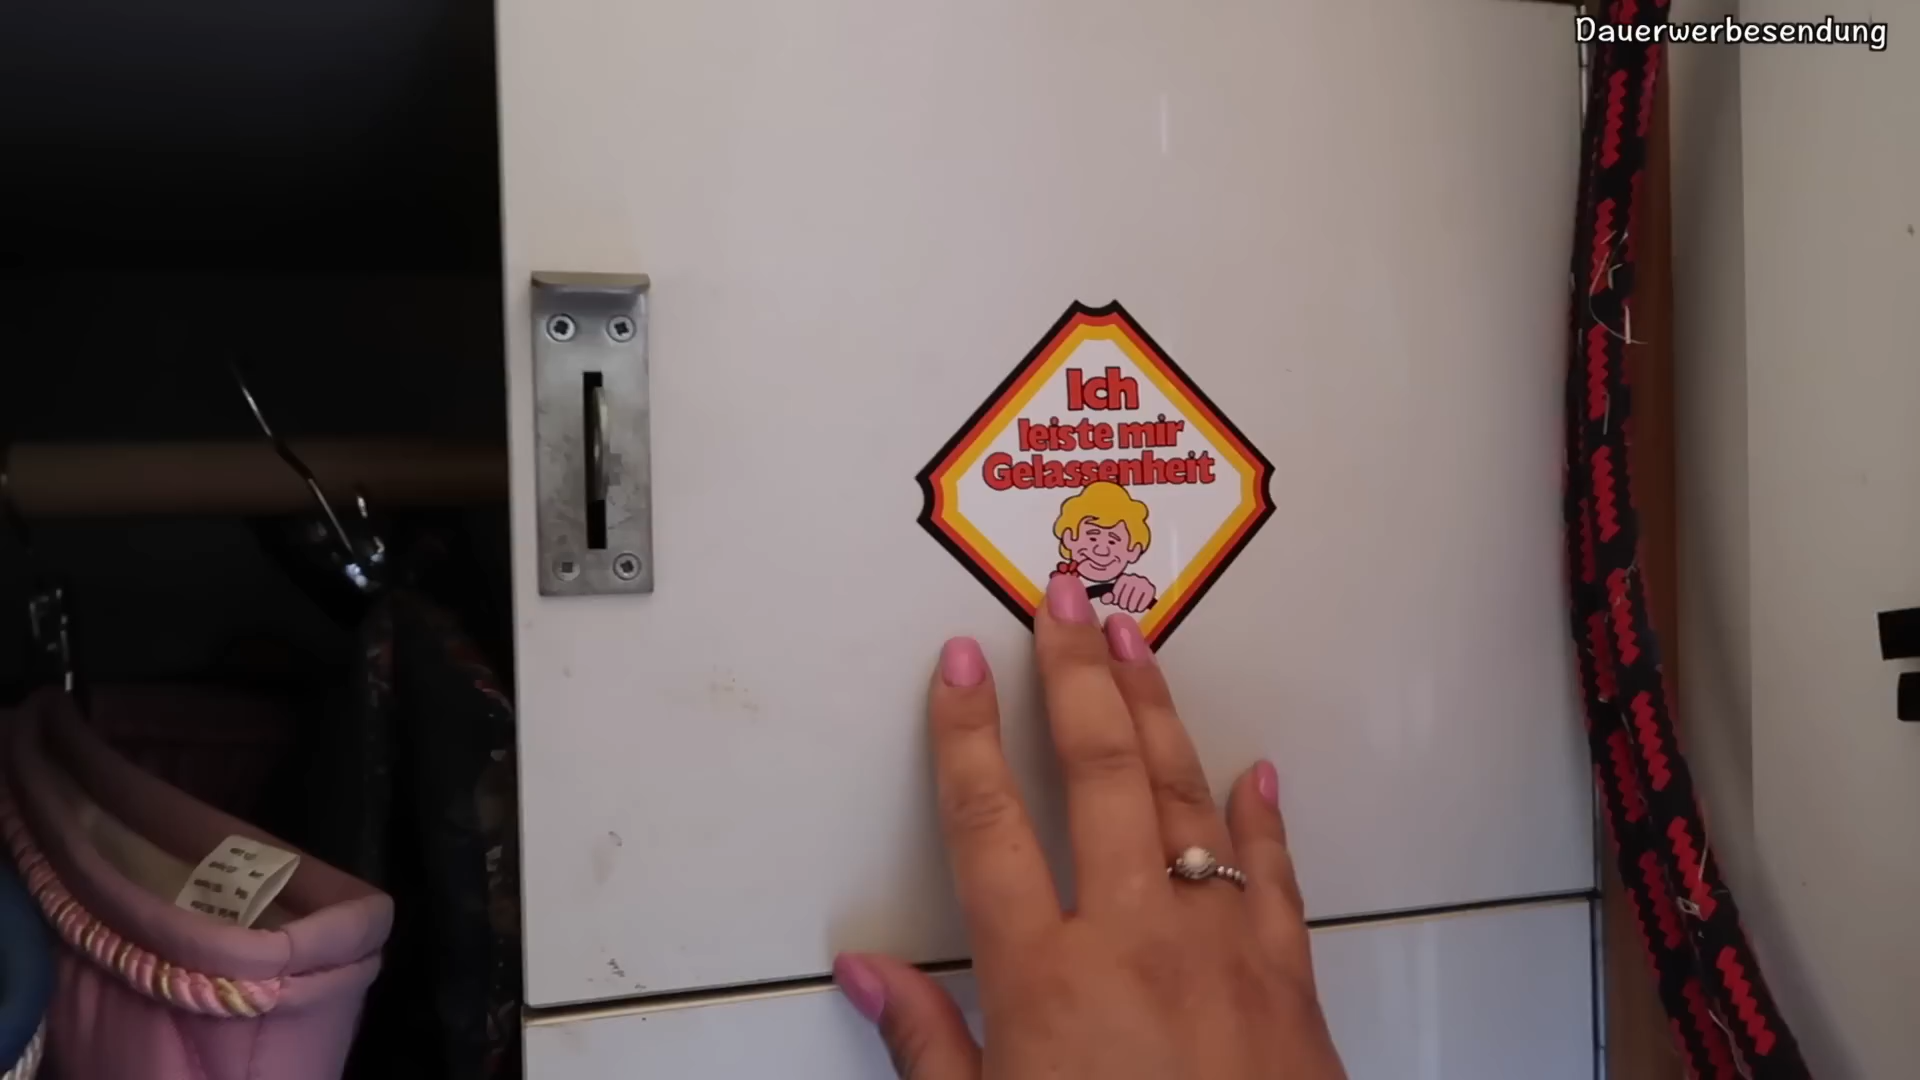 Dauerwerbesendung
Ich
leiste mir
Gelassenheit